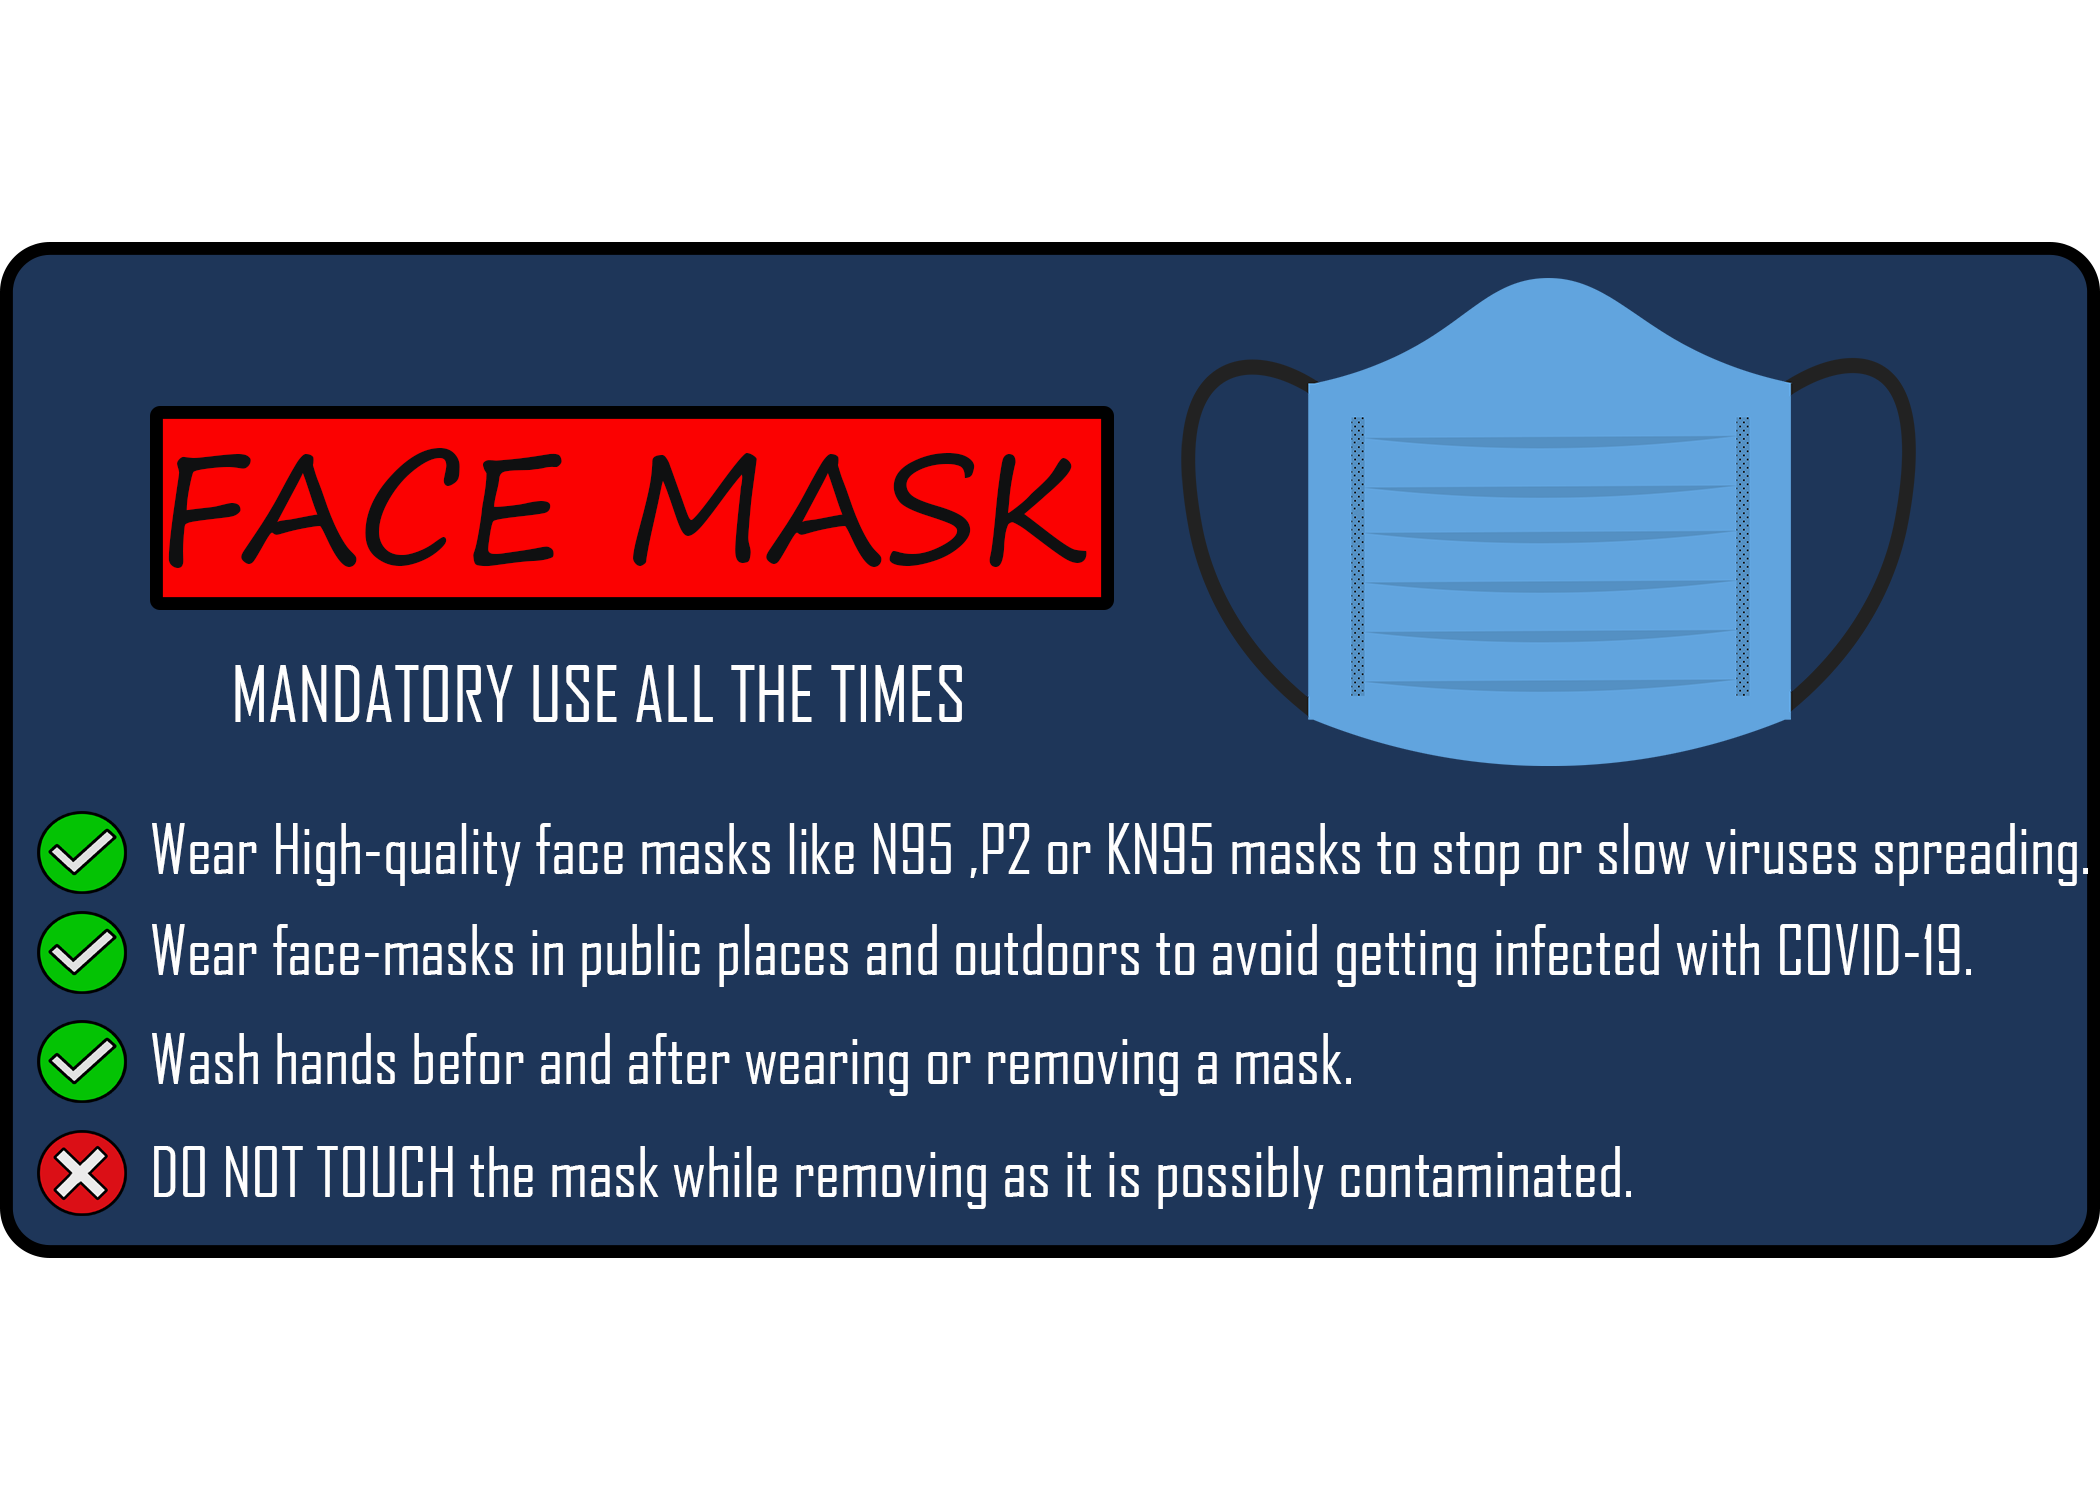 FACE MASK
MANDATORY USE ALL THE TIMES
Wear High-quality face masks like N95 ,P2 or KN95 masks to stop or slow viruses spreading.
Wear face-masks in public places and outdoors to avoid getting infected with COVID-19.
Wash hands befor and after wearing or removing a mask.
DO NOT TOUCH the mask while removing as it is possibly contaminated.